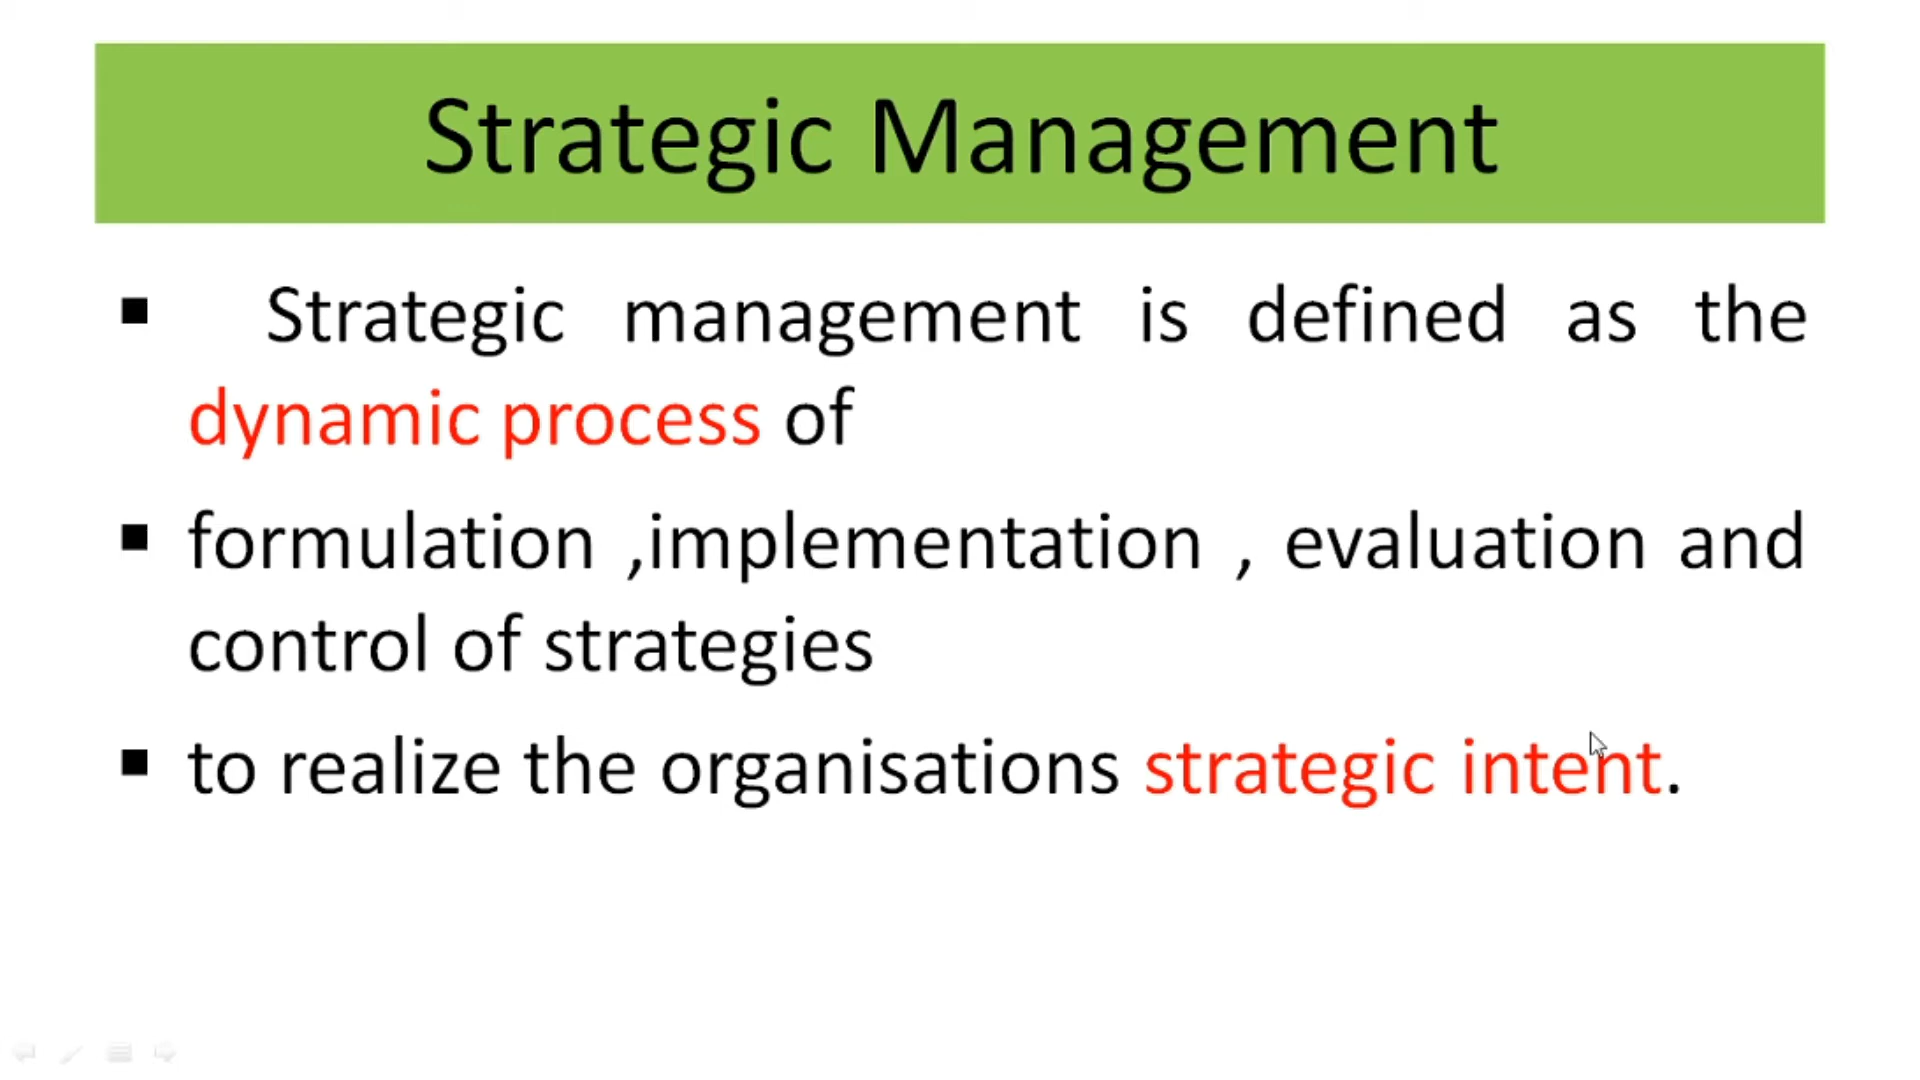 Strategic Management
▪ Strategic management is defined as the
dynamic process of
▪ formulation ,implementation , evaluation and
control of strategies
▪ to realize the organisations strategic intent.